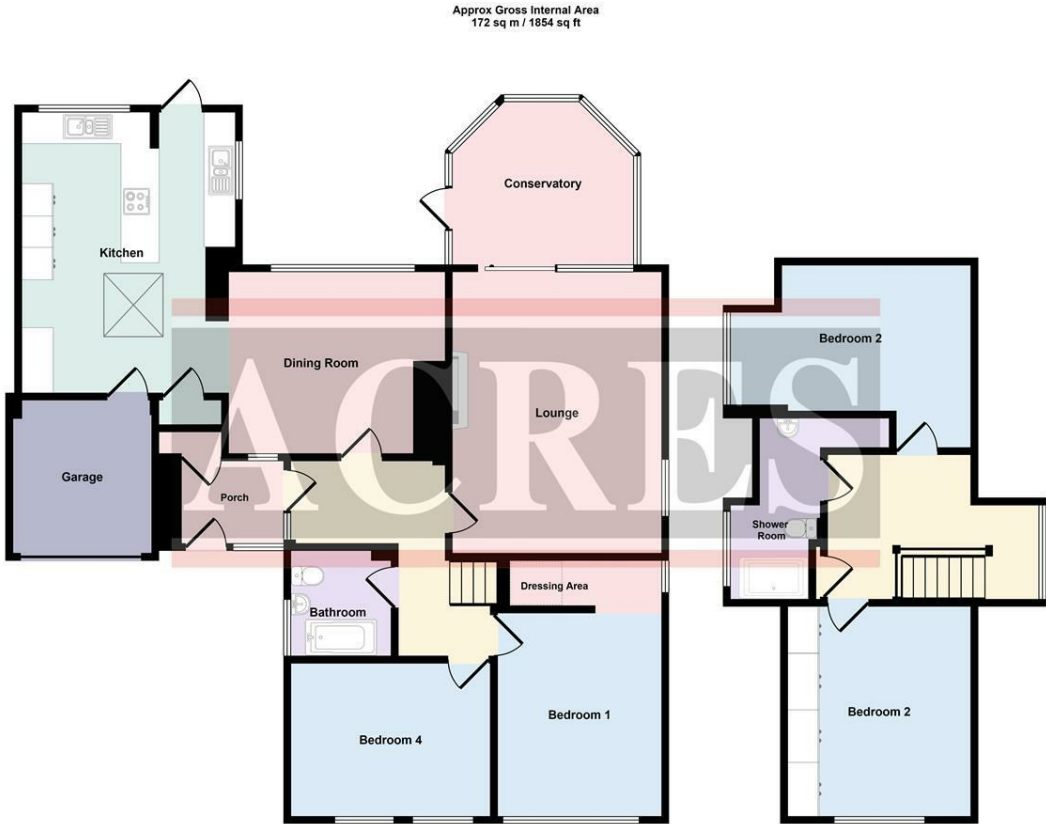 Approx Gross Internal Area
172 sq m / 1854 sq ft
Conservatory
Kitchen
Dining Room
Lounge
Bedroom 2
ACRES
Garage
Porch
Shower
Room
Dressing Area
Bathroom
Bedroom 1
Bedroom 2
Bedroom 4